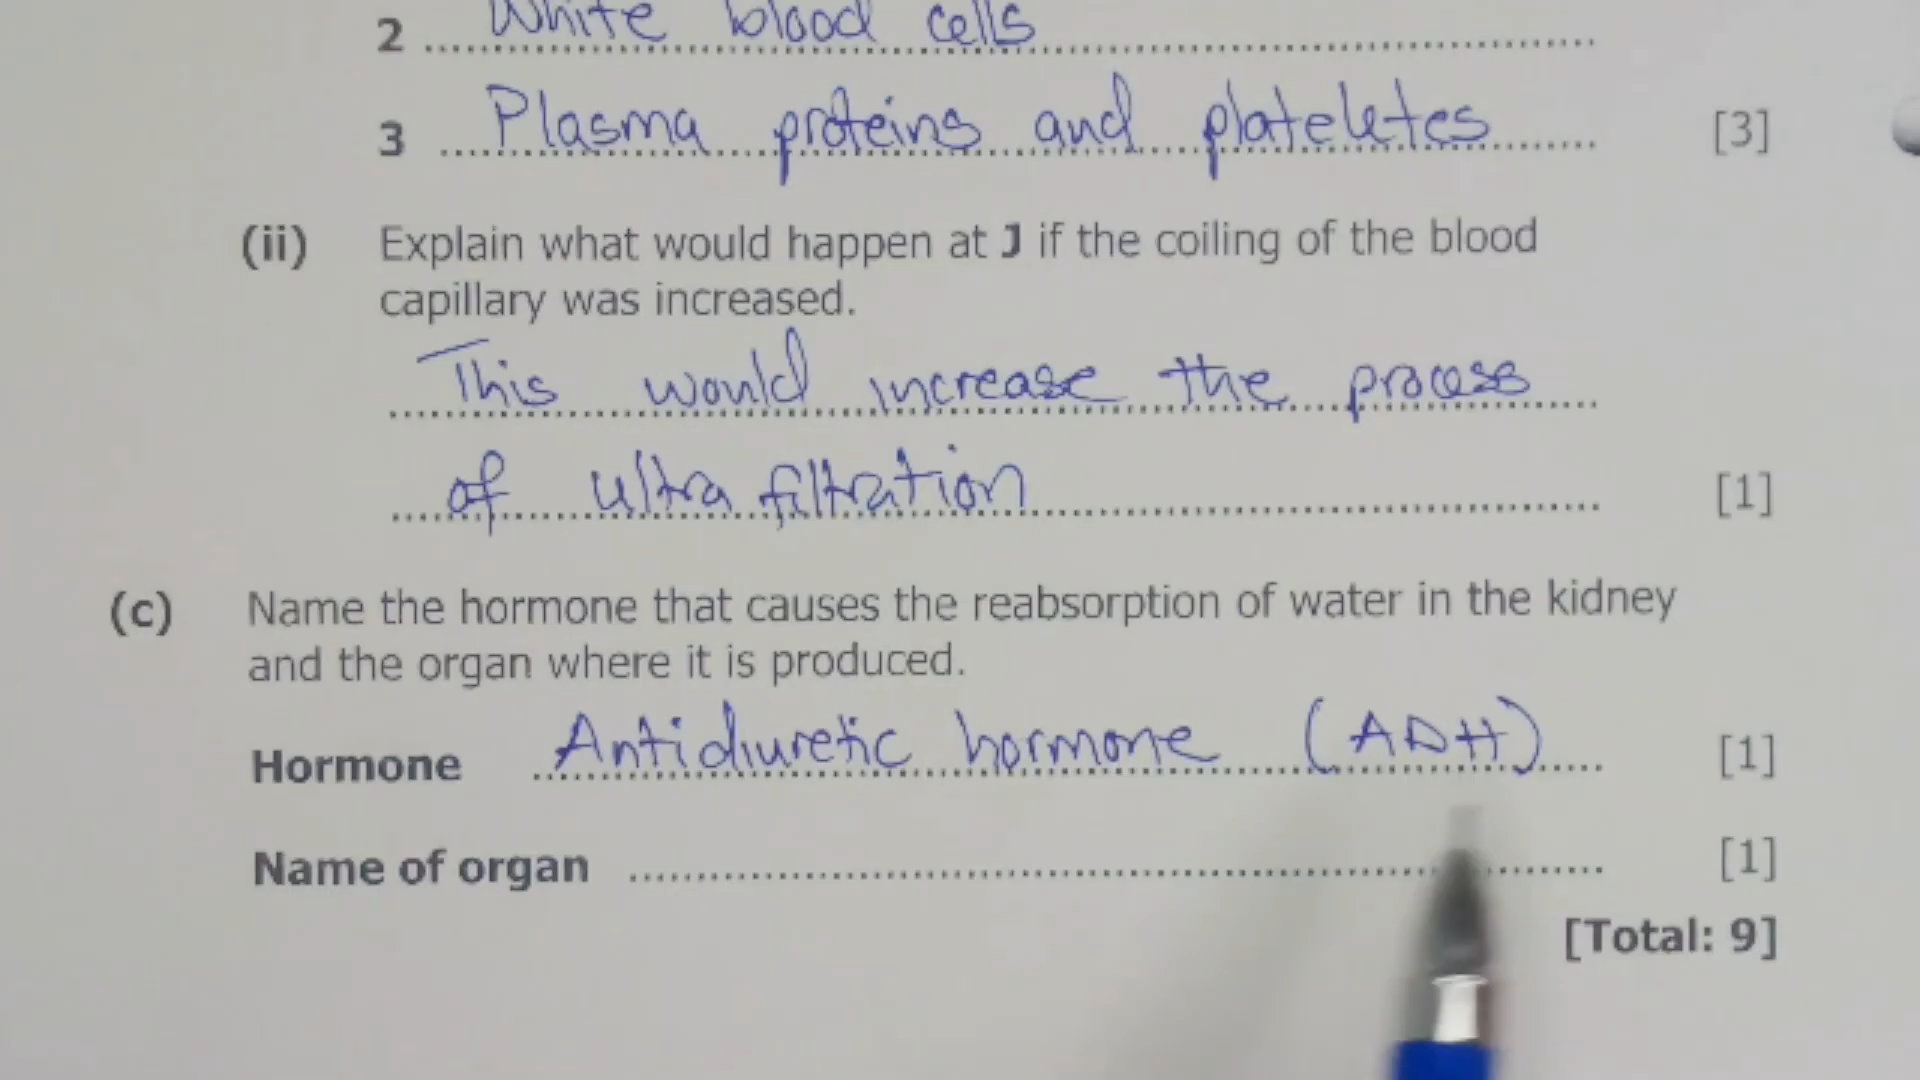 2 White blood cells
3 Plasma proteins and plateletes [3]
(ii) Explain what would happen at J if the coiling of the blood
capillary was increased.
This would increase the process
of ultra filtration [1]
(c) Name the hormone that causes the reabsorption of water in the kidney
and the organ where it is produced.
Hormone Antidiuretic hormone (ADH) [1]
Name of organ [1]
[Total: 9]